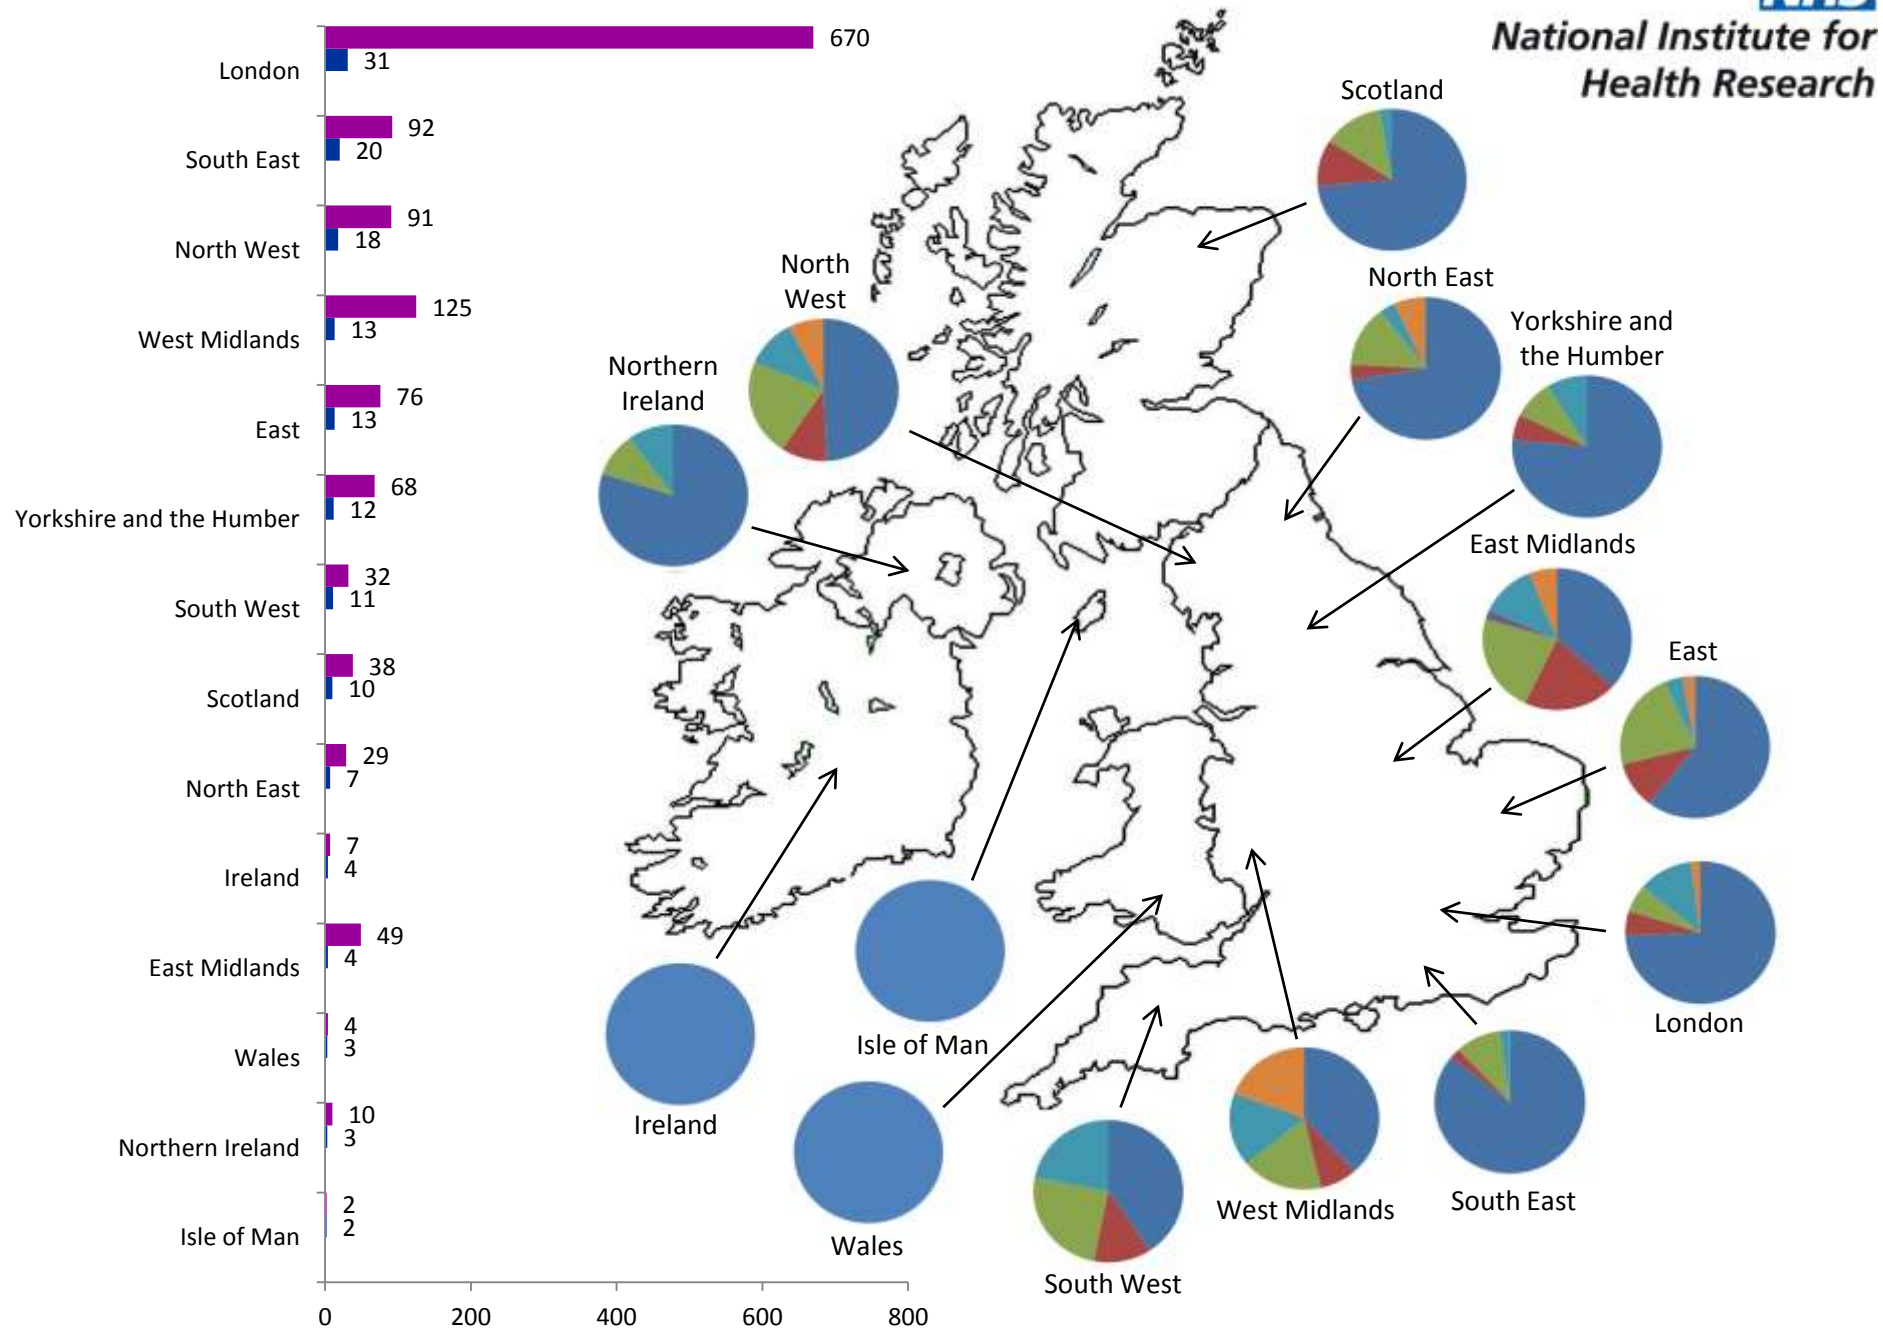 NHS
National Institute for
Health Research
London
670
31
South East
92
20
North West
91
18
West Midlands
125
13
East
76
13
Yorkshire and the Humber
68
12
South West
32
11
Scotland
38
10
North East
29
7
Ireland
7
4
East Midlands
49
4
Wales
4
3
Northern Ireland
10
3
Isle of Man
2
2
0
200
400
600
800
Scotland
North East
North
West
Yorkshire and
the Humber
Northern
Ireland
East Midlands
East
London
Isle of Man
Ireland
South East
West Midlands
Wales
South West